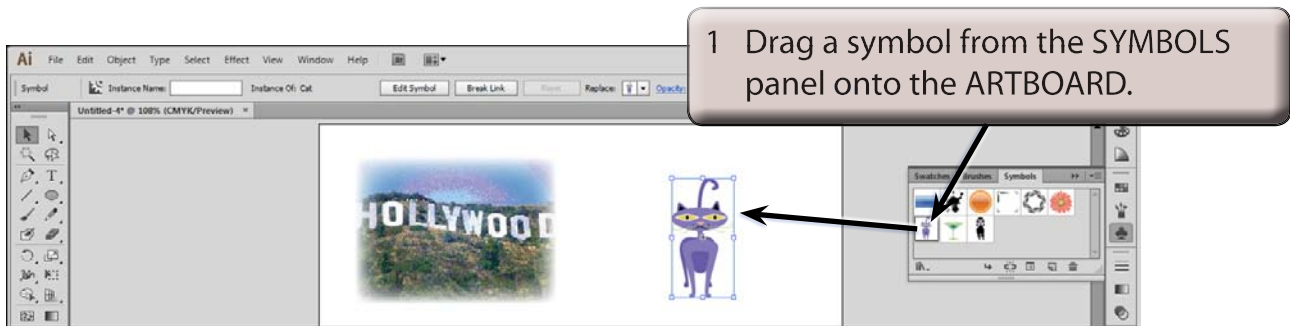 1 Drag a symbol from the SYMBOLS
panel onto the ARTBOARD.
Ai File Edit Object Type Select Effect View Window Help Br
Symbol Instance Name: Instance Of: Cat Edit Symbol Break Link Reset Replace: Opacity:
Untitled-4* @ 108% (CMYK/Preview) ×
HOLLYWOOD
Swatches Brushes Symbols